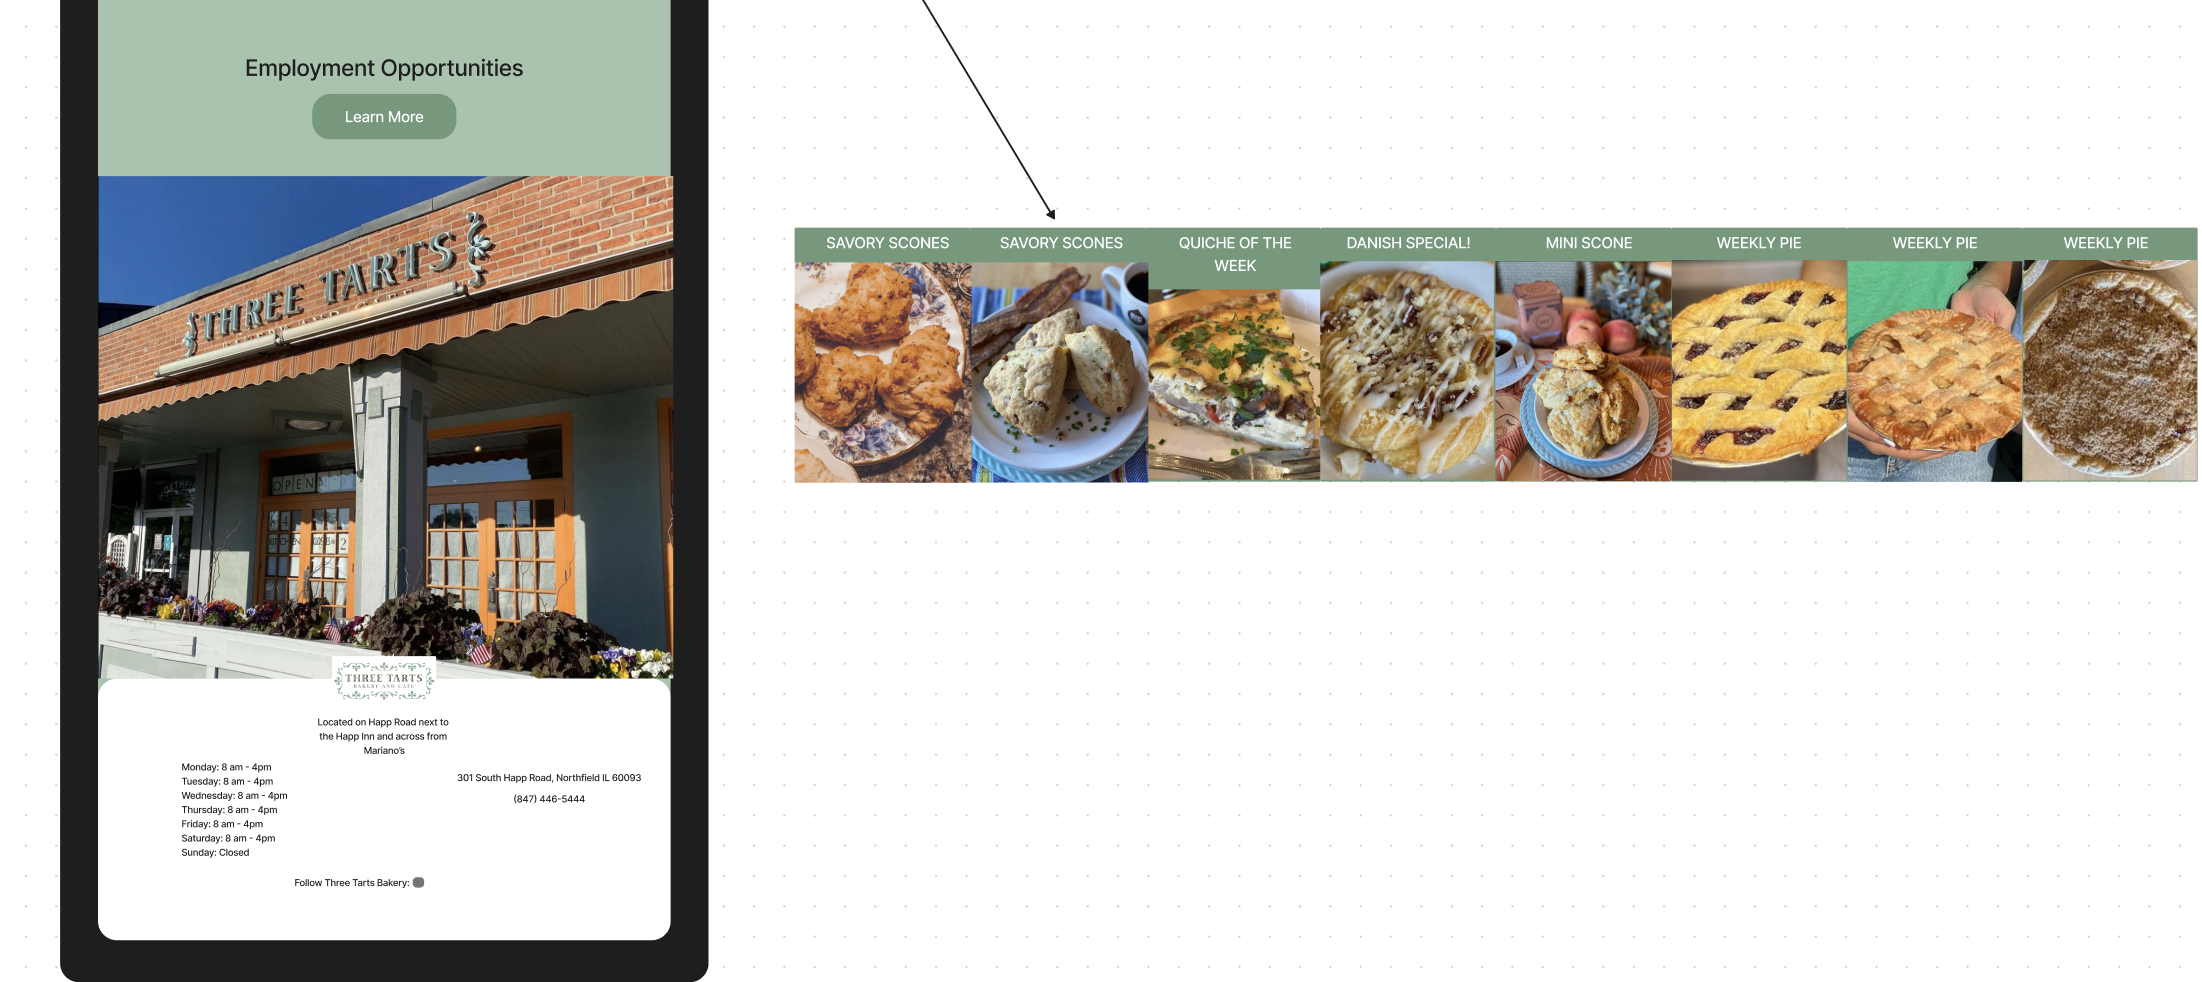 Employment Opportunities
Learn More
THREE TARTS
OPEN
THREE TARTS
BAKERY AND CAFE
Located on Happ Road next to
the Happ Inn and across from
Mariano's
Monday: 8 am - 4pm
Tuesday: 8 am - 4pm
Wednesday: 8 am - 4pm
Thursday: 8 am - 4pm
Friday: 8 am - 4pm
Saturday: 8 am - 4pm
Sunday: Closed
301 South Happ Road, Northfield IL 60093
(847) 446-5444
Follow Three Tarts Bakery:
SAVORY SCONES
SAVORY SCONES
QUICHE OF THE
WEEK
DANISH SPECIAL!
MINI SCONE
WEEKLY PIE
WEEKLY PIE
WEEKLY PIE